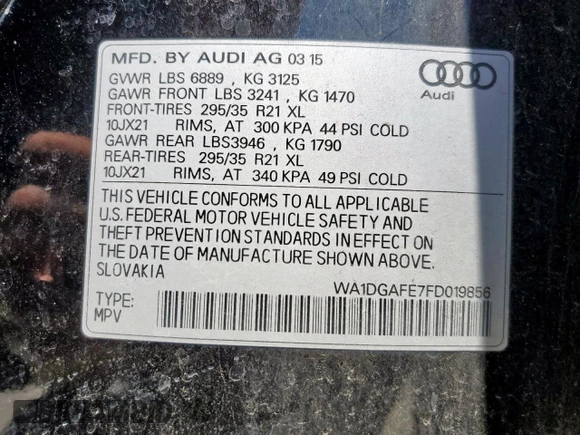 MFD. BY AUDI AG 03 15
GVWR LBS 6889 , KG 3125
GAWR FRONT LBS 3241 , KG 1470
FRONT-TIRES 295/35 R21 XL
10JX21 RIMS, AT 300 KPA 44 PSI COLD
GAWR REAR LBS3946 , KG 1790
REAR-TIRES 295/35 R21 XL
10JX21 RIMS, AT 340 KPA 49 PSI COLD
Audi
THIS VEHICLE CONFORMS TO ALL APPLICABLE
U.S. FEDERAL MOTOR VEHICLE SAFETY AND
THEFT PREVENTION STANDARDS IN EFFECT ON
THE DATE OF MANUFACTURE SHOWN ABOVE.
SLOVAKIA
WA1DGAFE7FD019856
TYPE:
MPV